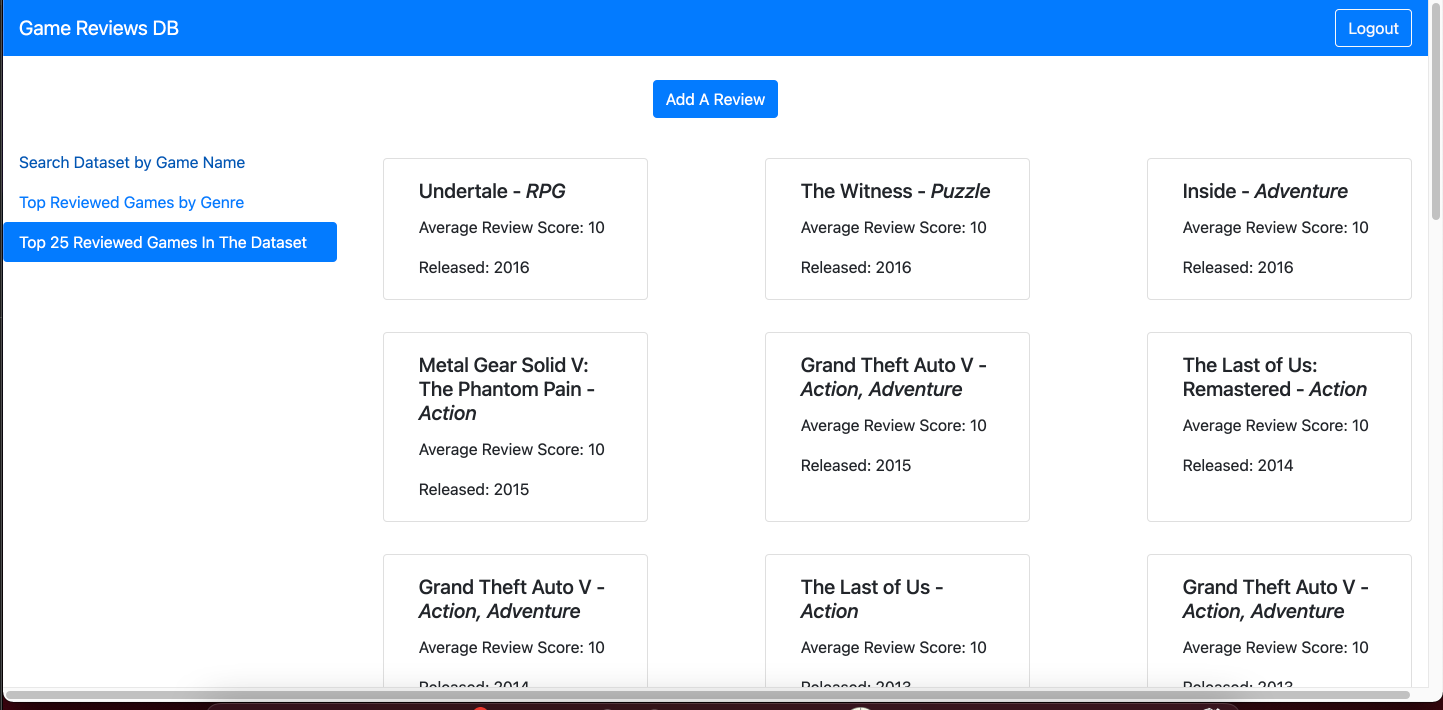 Game Reviews DB
Logout
Add A Review
Search Dataset by Game Name
Top Reviewed Games by Genre
Top 25 Reviewed Games In The Dataset
Undertale - RPG
Average Review Score: 10
Released: 2016
The Witness - Puzzle
Average Review Score: 10
Released: 2016
Inside - Adventure
Average Review Score: 10
Released: 2016
Metal Gear Solid V:
The Phantom Pain -
Action
Average Review Score: 10
Released: 2015
Grand Theft Auto V -
Action, Adventure
Average Review Score: 10
Released: 2015
The Last of Us:
Remastered - Action
Average Review Score: 10
Released: 2014
Grand Theft Auto V -
Action, Adventure
Average Review Score: 10
Released: 2014
The Last of Us -
Action
Average Review Score: 10
Released: 2013
Grand Theft Auto V -
Action, Adventure
Average Review Score: 10
Released: 2013